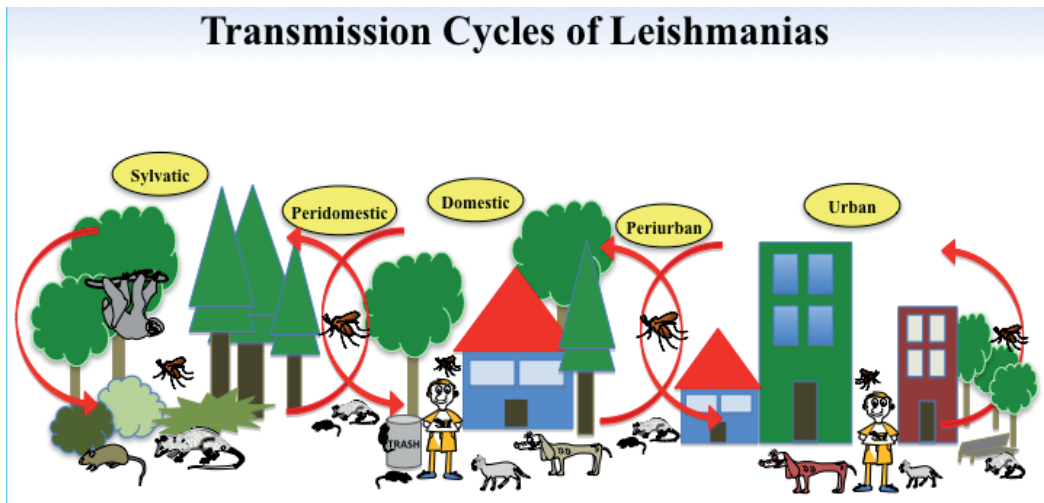 Transmission Cycles of Leishmanias
Sylvatic
Peridomestic
Domestic
Periurban
Urban
TRASH